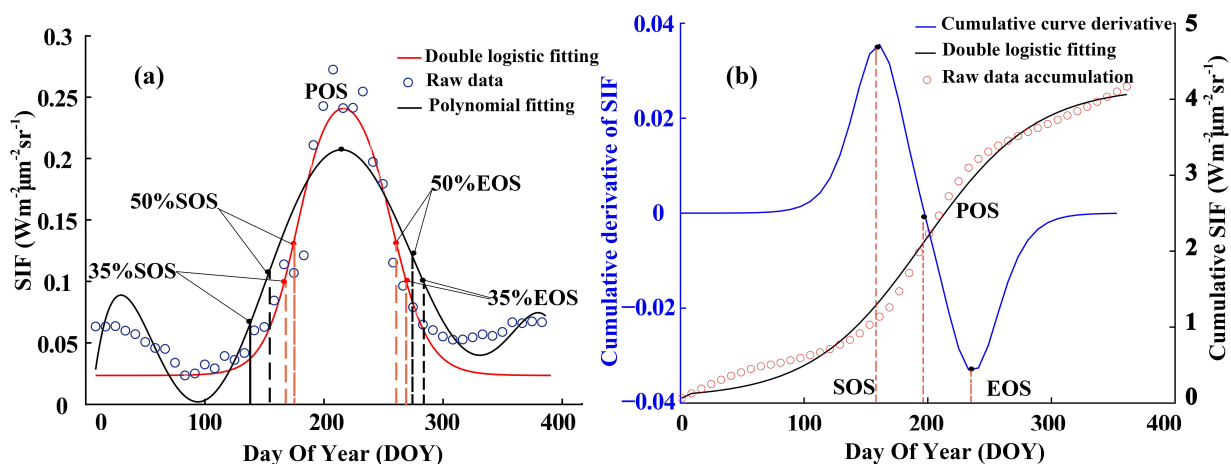 (a)
Double logistic fitting
Raw data
Polynomial fitting
POS
50%SOS
50%EOS
35%SOS
35%EOS
SIF (Wm-2μm-2sr-1)
0.3
0.25
0.2
0.15
0.1
0.05
0
0 100 200 300 400
Day Of Year (DOY)
(b)
Cumulative curve derivative
Double logistic fitting
Raw data accumulation
POS
SOS
EOS
Cumulative derivative of SIF
0.04
0.02
0
−0.02
−0.04
Cumulative SIF (Wm-2μm-2sr-1)
5
4
3
2
1
0
0 100 200 300 400
Day Of Year (DOY)